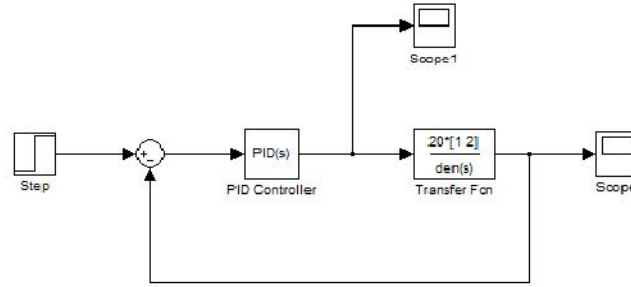 Scope1
Step
+
−
PID(s)
PID Controller
20*[1 2]
den(s)
Transfer Fcn
Scope